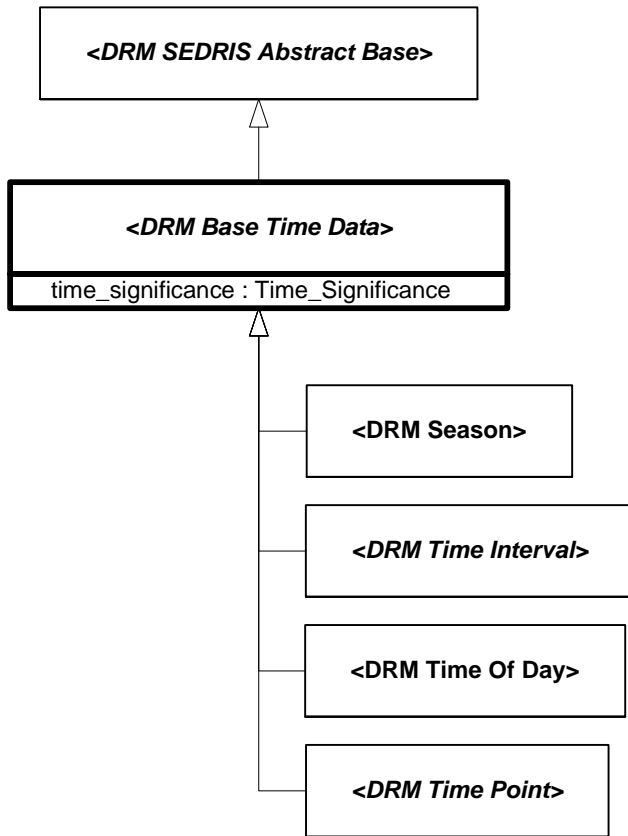 <DRM SEDRIS Abstract Base>
<DRM Base Time Data>
time_significance : Time_Significance
<DRM Season>
<DRM Time Interval>
<DRM Time Of Day>
<DRM Time Point>